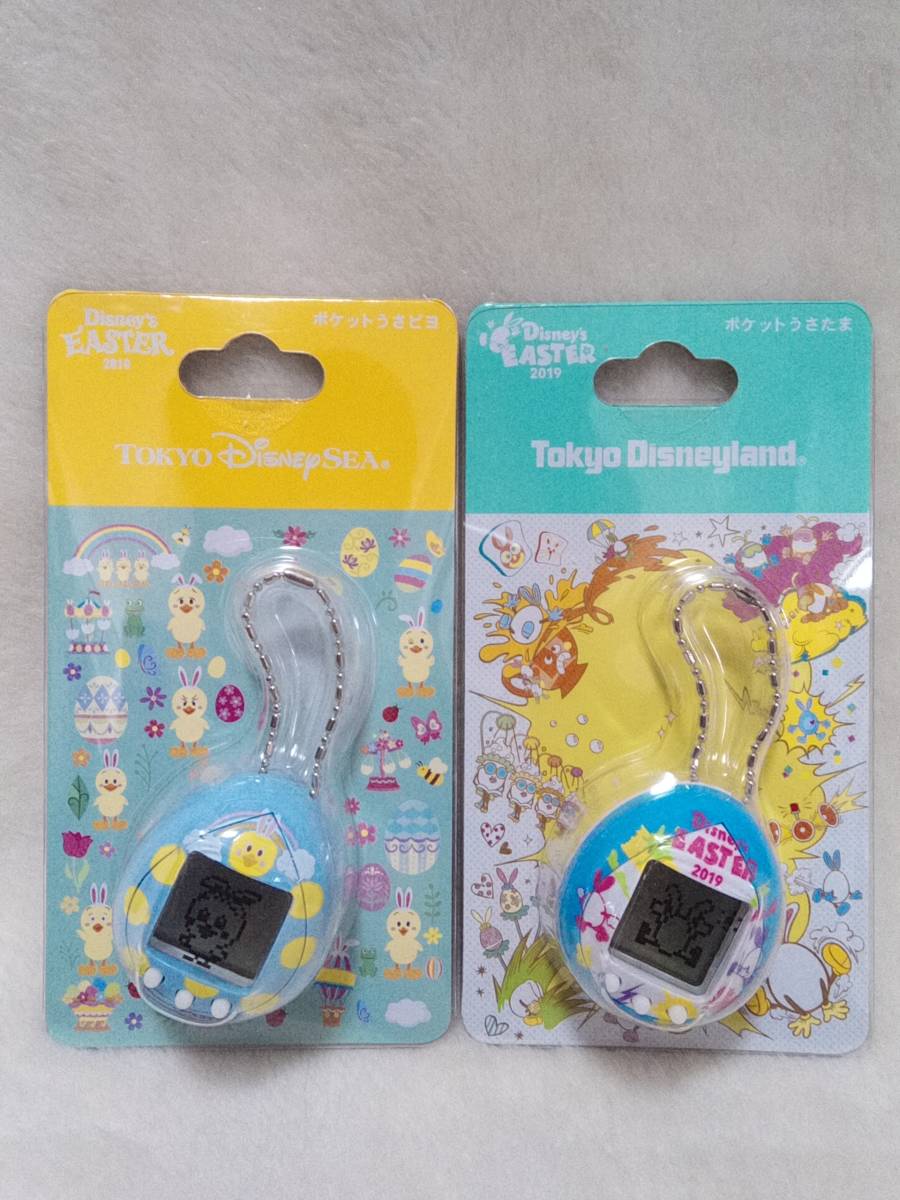 Disney's
EASTER
ポケットうさピヨ
TOKYO DISNEYSEA®
Disney's
EASTER
2019
ポケットうさたま
Tokyo Disneyland®
Disney's
EASTER
2019